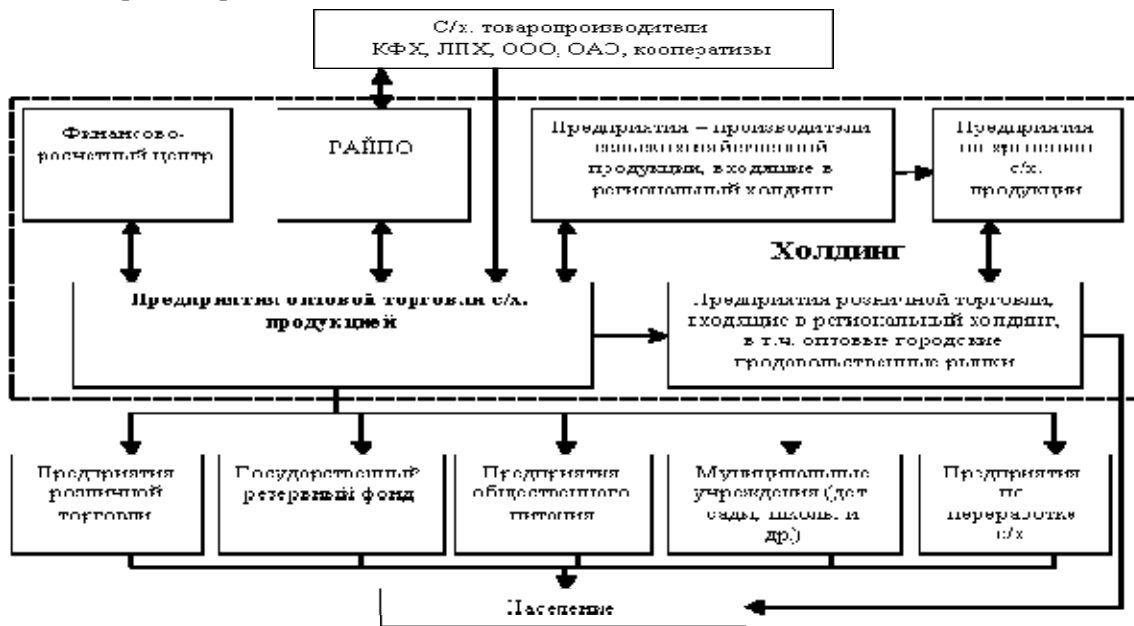 С/х. товаропроизводители
КФХ, ЛПХ, ООО, ОАО, кооперативы
Финансово-
расчетный центр
РАЙПО
Предприятия – производители
сельскохозяйственной
продукции, входящие в
региональный холдинг
Предприятия
по хранению
с/х.
продукции
Холдинг
Предприятия оптовой торговли с/х.
продукцией
Предприятия розничной торговли,
входящие в региональный холдинг,
в т.ч. оптовые городские
продовольственные рынки
Предприятия
розничной
торговли
Государственный
резервный фонд
Предприятия
общественного
питания
Муниципальные
учреждения (дет
сады, школы и
др.)
Предприятия
по
переработке
с/х
Население